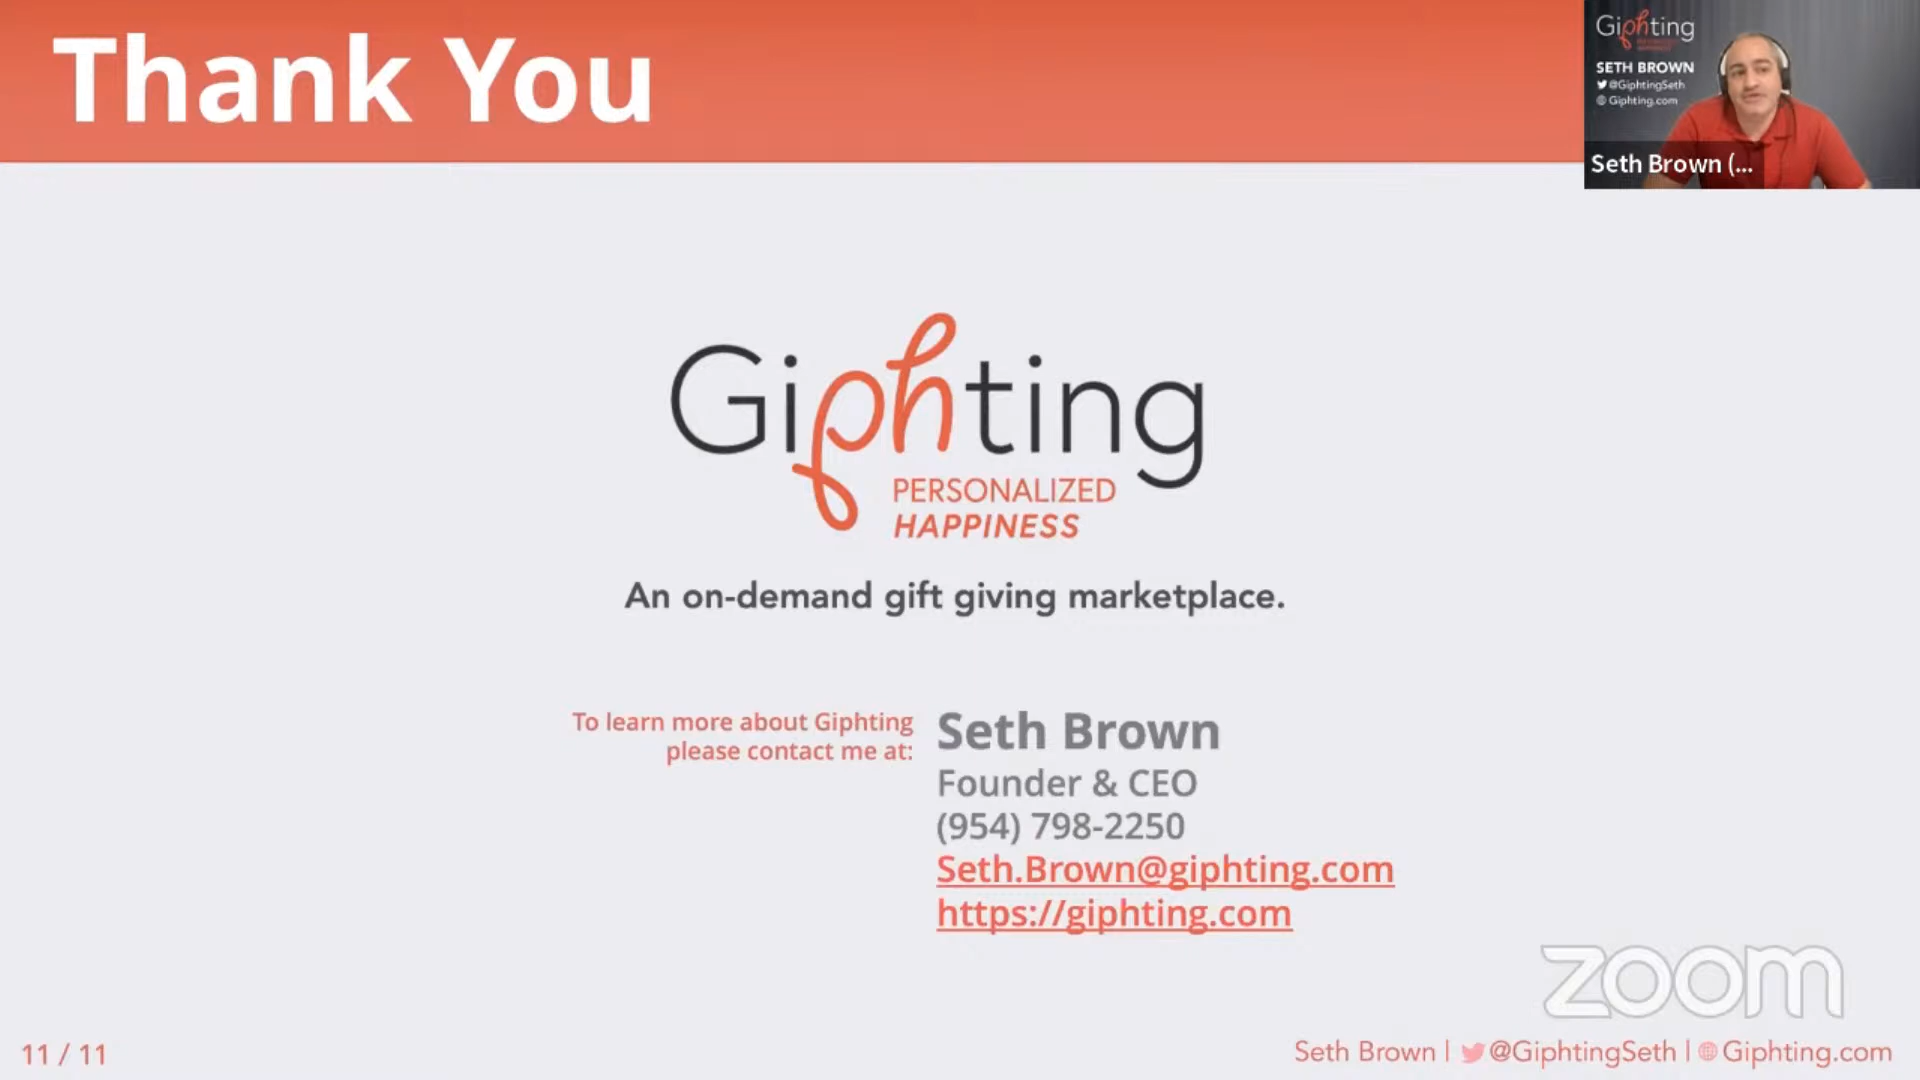 Thank You
Giphting
SETH BROWN
@GiphtingSeth
Giphting.com
Seth Brown (...
Giphting
PERSONALIZED
HAPPINESS
An on-demand gift giving marketplace.
To learn more about Giphting
please contact me at:
Seth Brown
Founder & CEO
(954) 798-2250
Seth.Brown@giphting.com
https://giphting.com
zoom
11 / 11
Seth Brown | @GiphtingSeth | Giphting.com